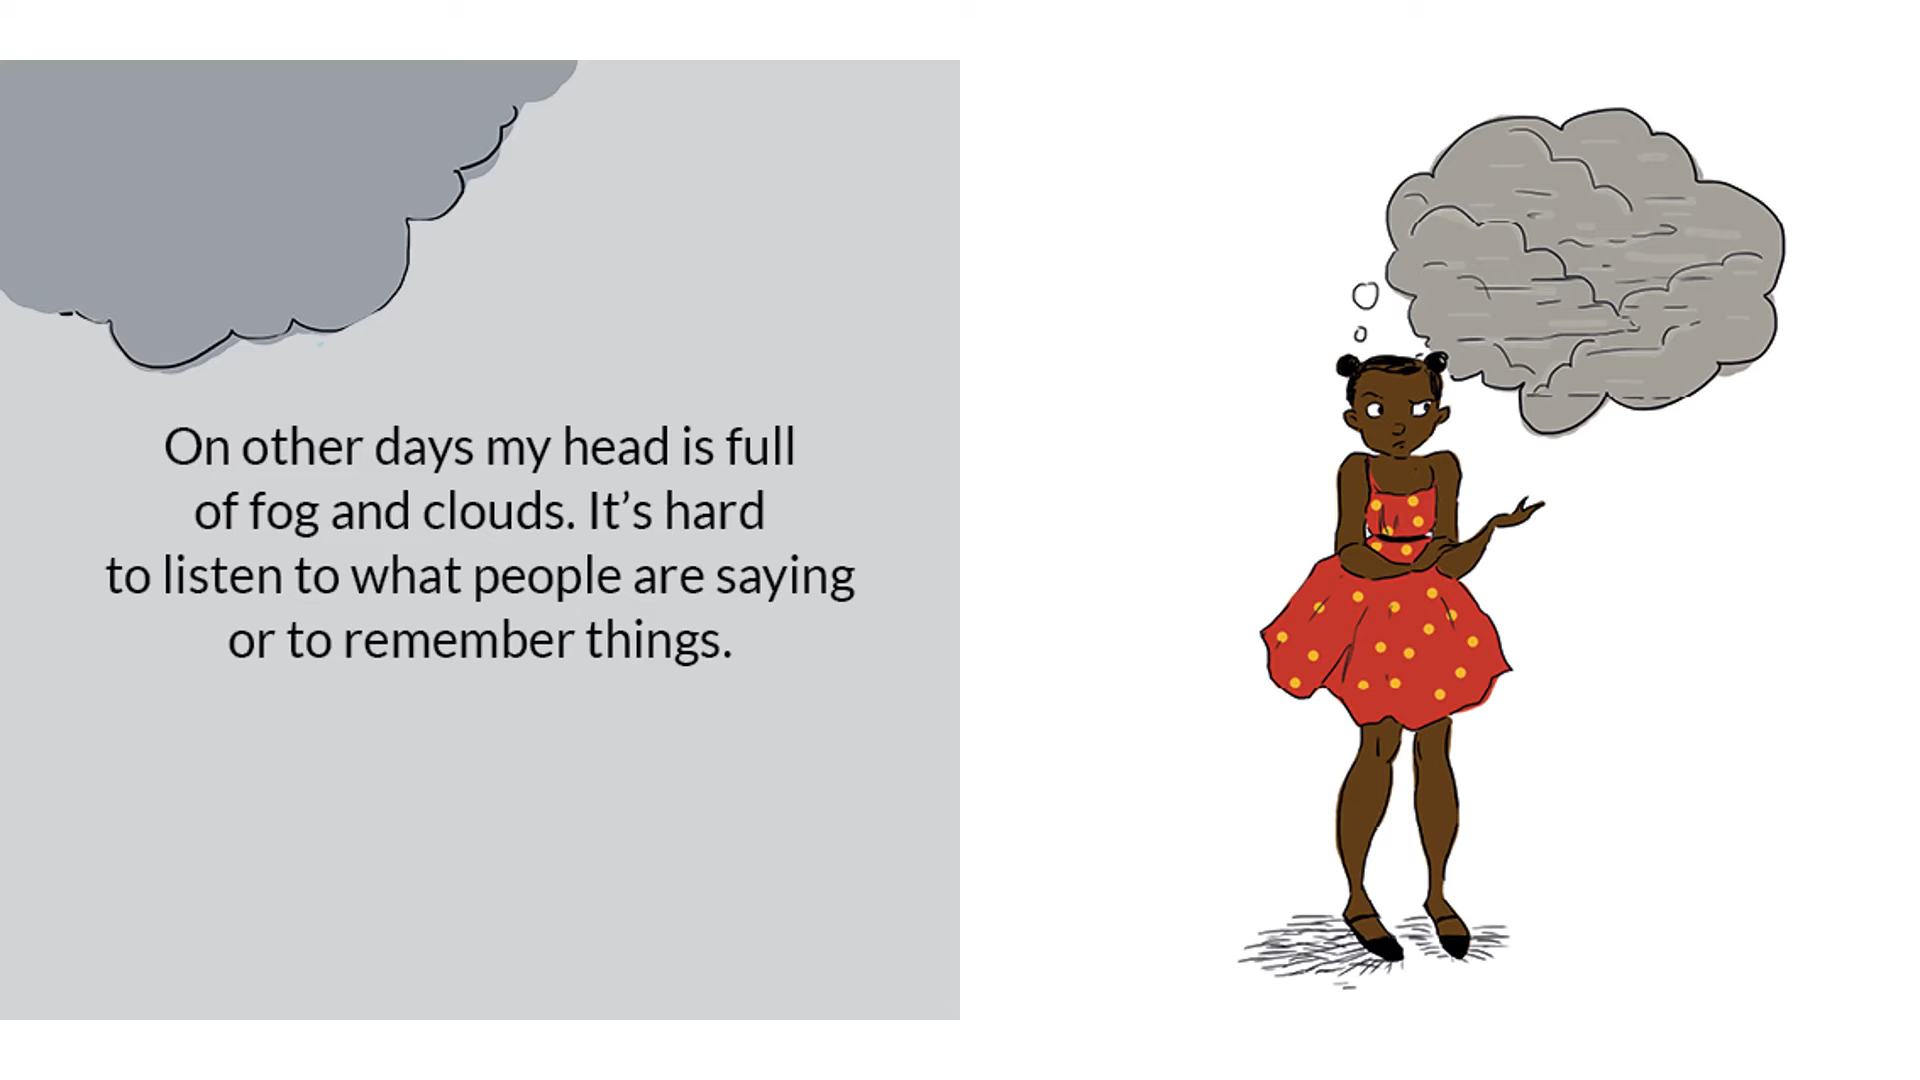 On other days my head is full
of fog and clouds. It’s hard
to listen to what people are saying
or to remember things.